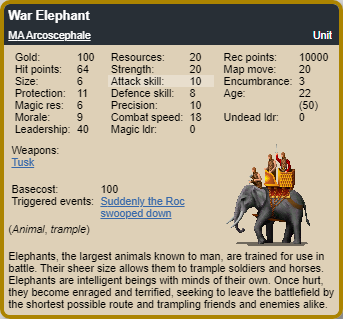 War Elephant
MA Arcoscephale Unit
Gold: 100 Resources: 20 Rec points: 10000
Hit points: 64 Strength: 20 Map move: 20
Size: 6 Attack skill: 10 Encumbrance: 3
Protection: 11 Defence skill: 8 Age: 22
Magic res: 6 Precision: 10 (50)
Morale: 9 Combat speed: 18 Undead ldr: 0
Leadership: 40 Magic ldr: 0
Weapons:
Tusk
Basecost: 100
Triggered events: Suddenly the Roc
swooped down
(Animal, trample)
Elephants, the largest animals known to man, are trained for use in
battle. Their sheer size allows them to trample soldiers and horses.
Elephants are intelligent beings with minds of their own. Once hurt,
they become enraged and terrified, seeking to leave the battlefield by
the shortest possible route and trampling friends and enemies alike.